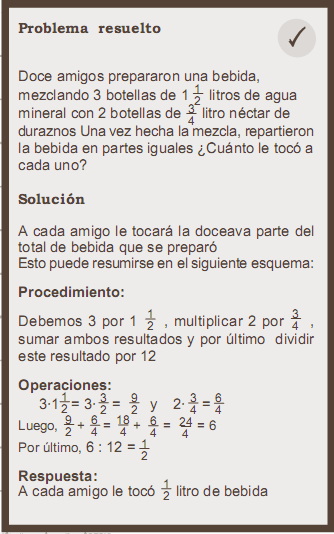 Problema resuelto
Doce amigos prepararon una bebida,
mezclando 3 botellas de 1 1/2 litros de agua
mineral con 2 botellas de 3/4 litro néctar de
duraznos Una vez hecha la mezcla, repartieron
la bebida en partes iguales ¿Cuánto le tocó a
cada uno?
Solución
A cada amigo le tocará la doceava parte del
total de bebida que se preparó
Esto puede resumirse en el siguiente esquema:
Procedimiento:
Debemos 3 por 1 1/2 , multiplicar 2 por 3/4 ,
sumar ambos resultados y por último dividir
este resultado por 12
Operaciones:
3·1 1/2 = 3· 3/2 = 9/2 y 2· 3/4 = 6/4
Luego, 9/2 + 6/4 = 18/4 + 6/4 = 24/4 = 6
Por último, 6 : 12 = 1/2
Respuesta:
A cada amigo le tocó 1/2 litro de bebida